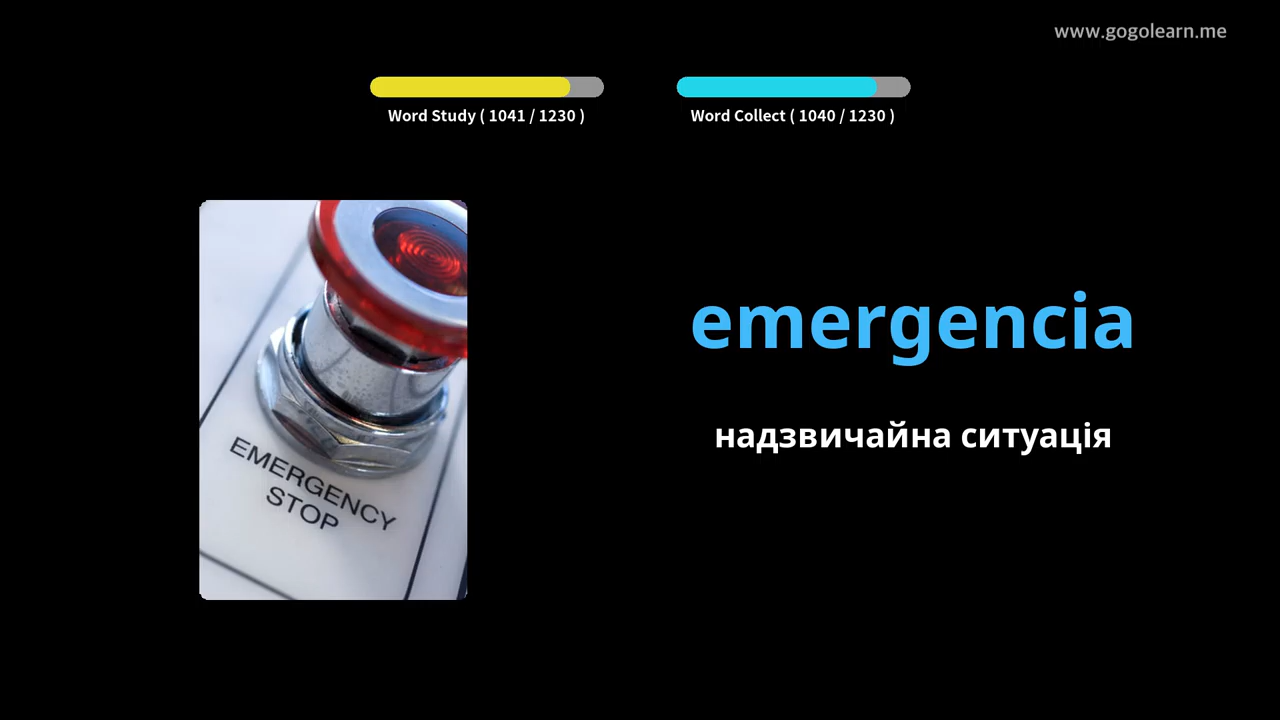 www.gogolearn.me
Word Study ( 1041 / 1230 )
Word Collect ( 1040 / 1230 )
emergencia
надзвичайна ситуація
EMERGENCY
STOP